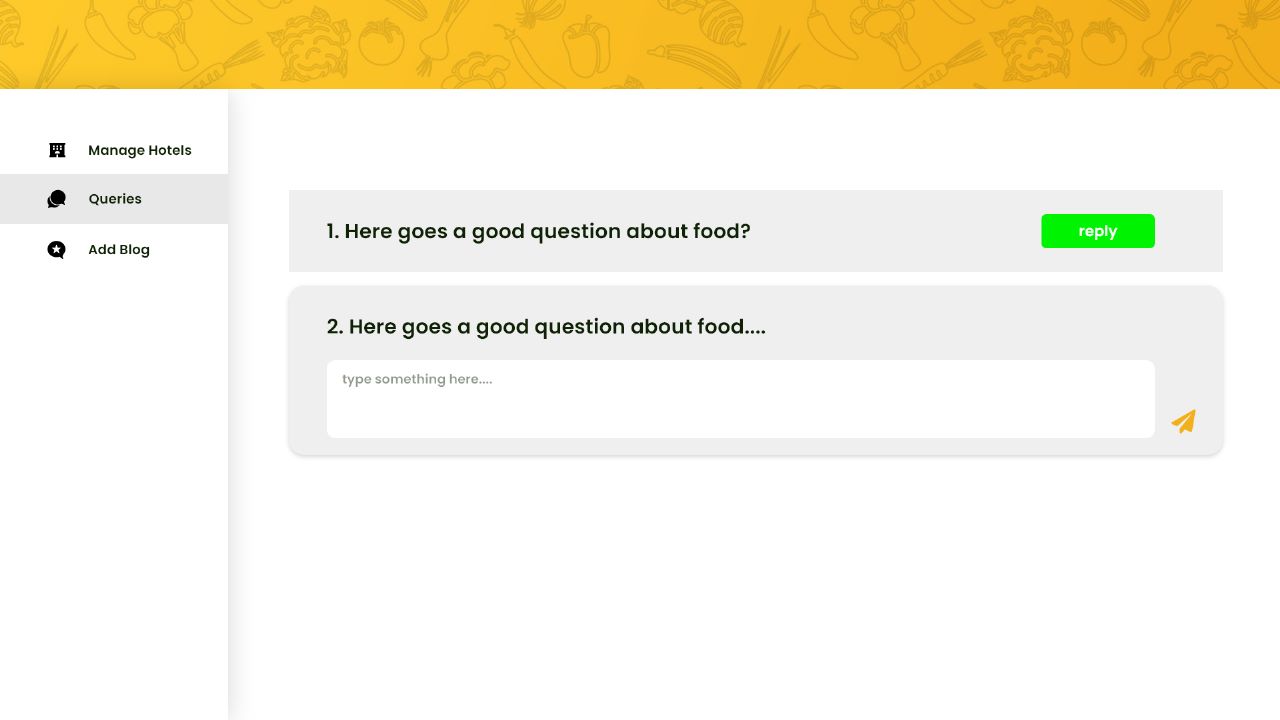 Manage Hotels
Queries
Add Blog
1. Here goes a good question about food?
reply
2. Here goes a good question about food....
type something here....